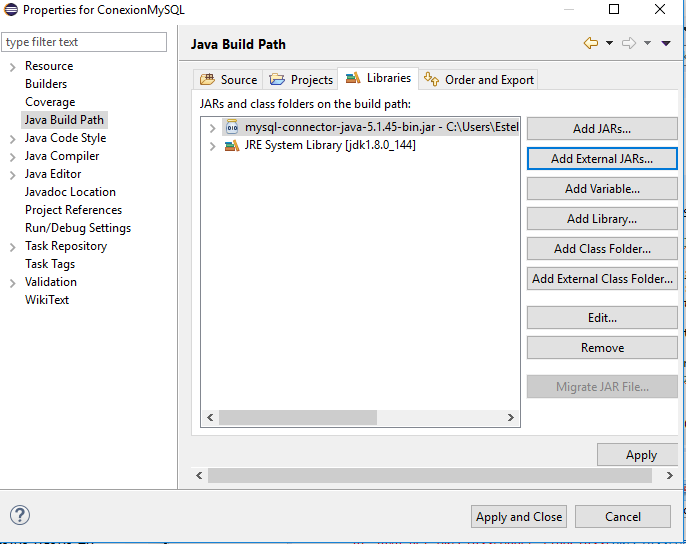 Properties for ConexionMySQL
type filter text
Java Build Path
Resource
Builders
Coverage
Java Build Path
Java Code Style
Java Compiler
Java Editor
Javadoc Location
Project References
Run/Debug Settings
Task Repository
Task Tags
Validation
WikiText
Source Projects Libraries Order and Export
JARs and class folders on the build path:
mysql-connector-java-5.1.45-bin.jar - C:\Users\Estel
JRE System Library [jdk1.8.0_144]
Add JARs...
Add External JARs...
Add Variable...
Add Library...
Add Class Folder...
Add External Class Folder...
Edit...
Remove
Migrate JAR File...
Apply
Apply and Close Cancel